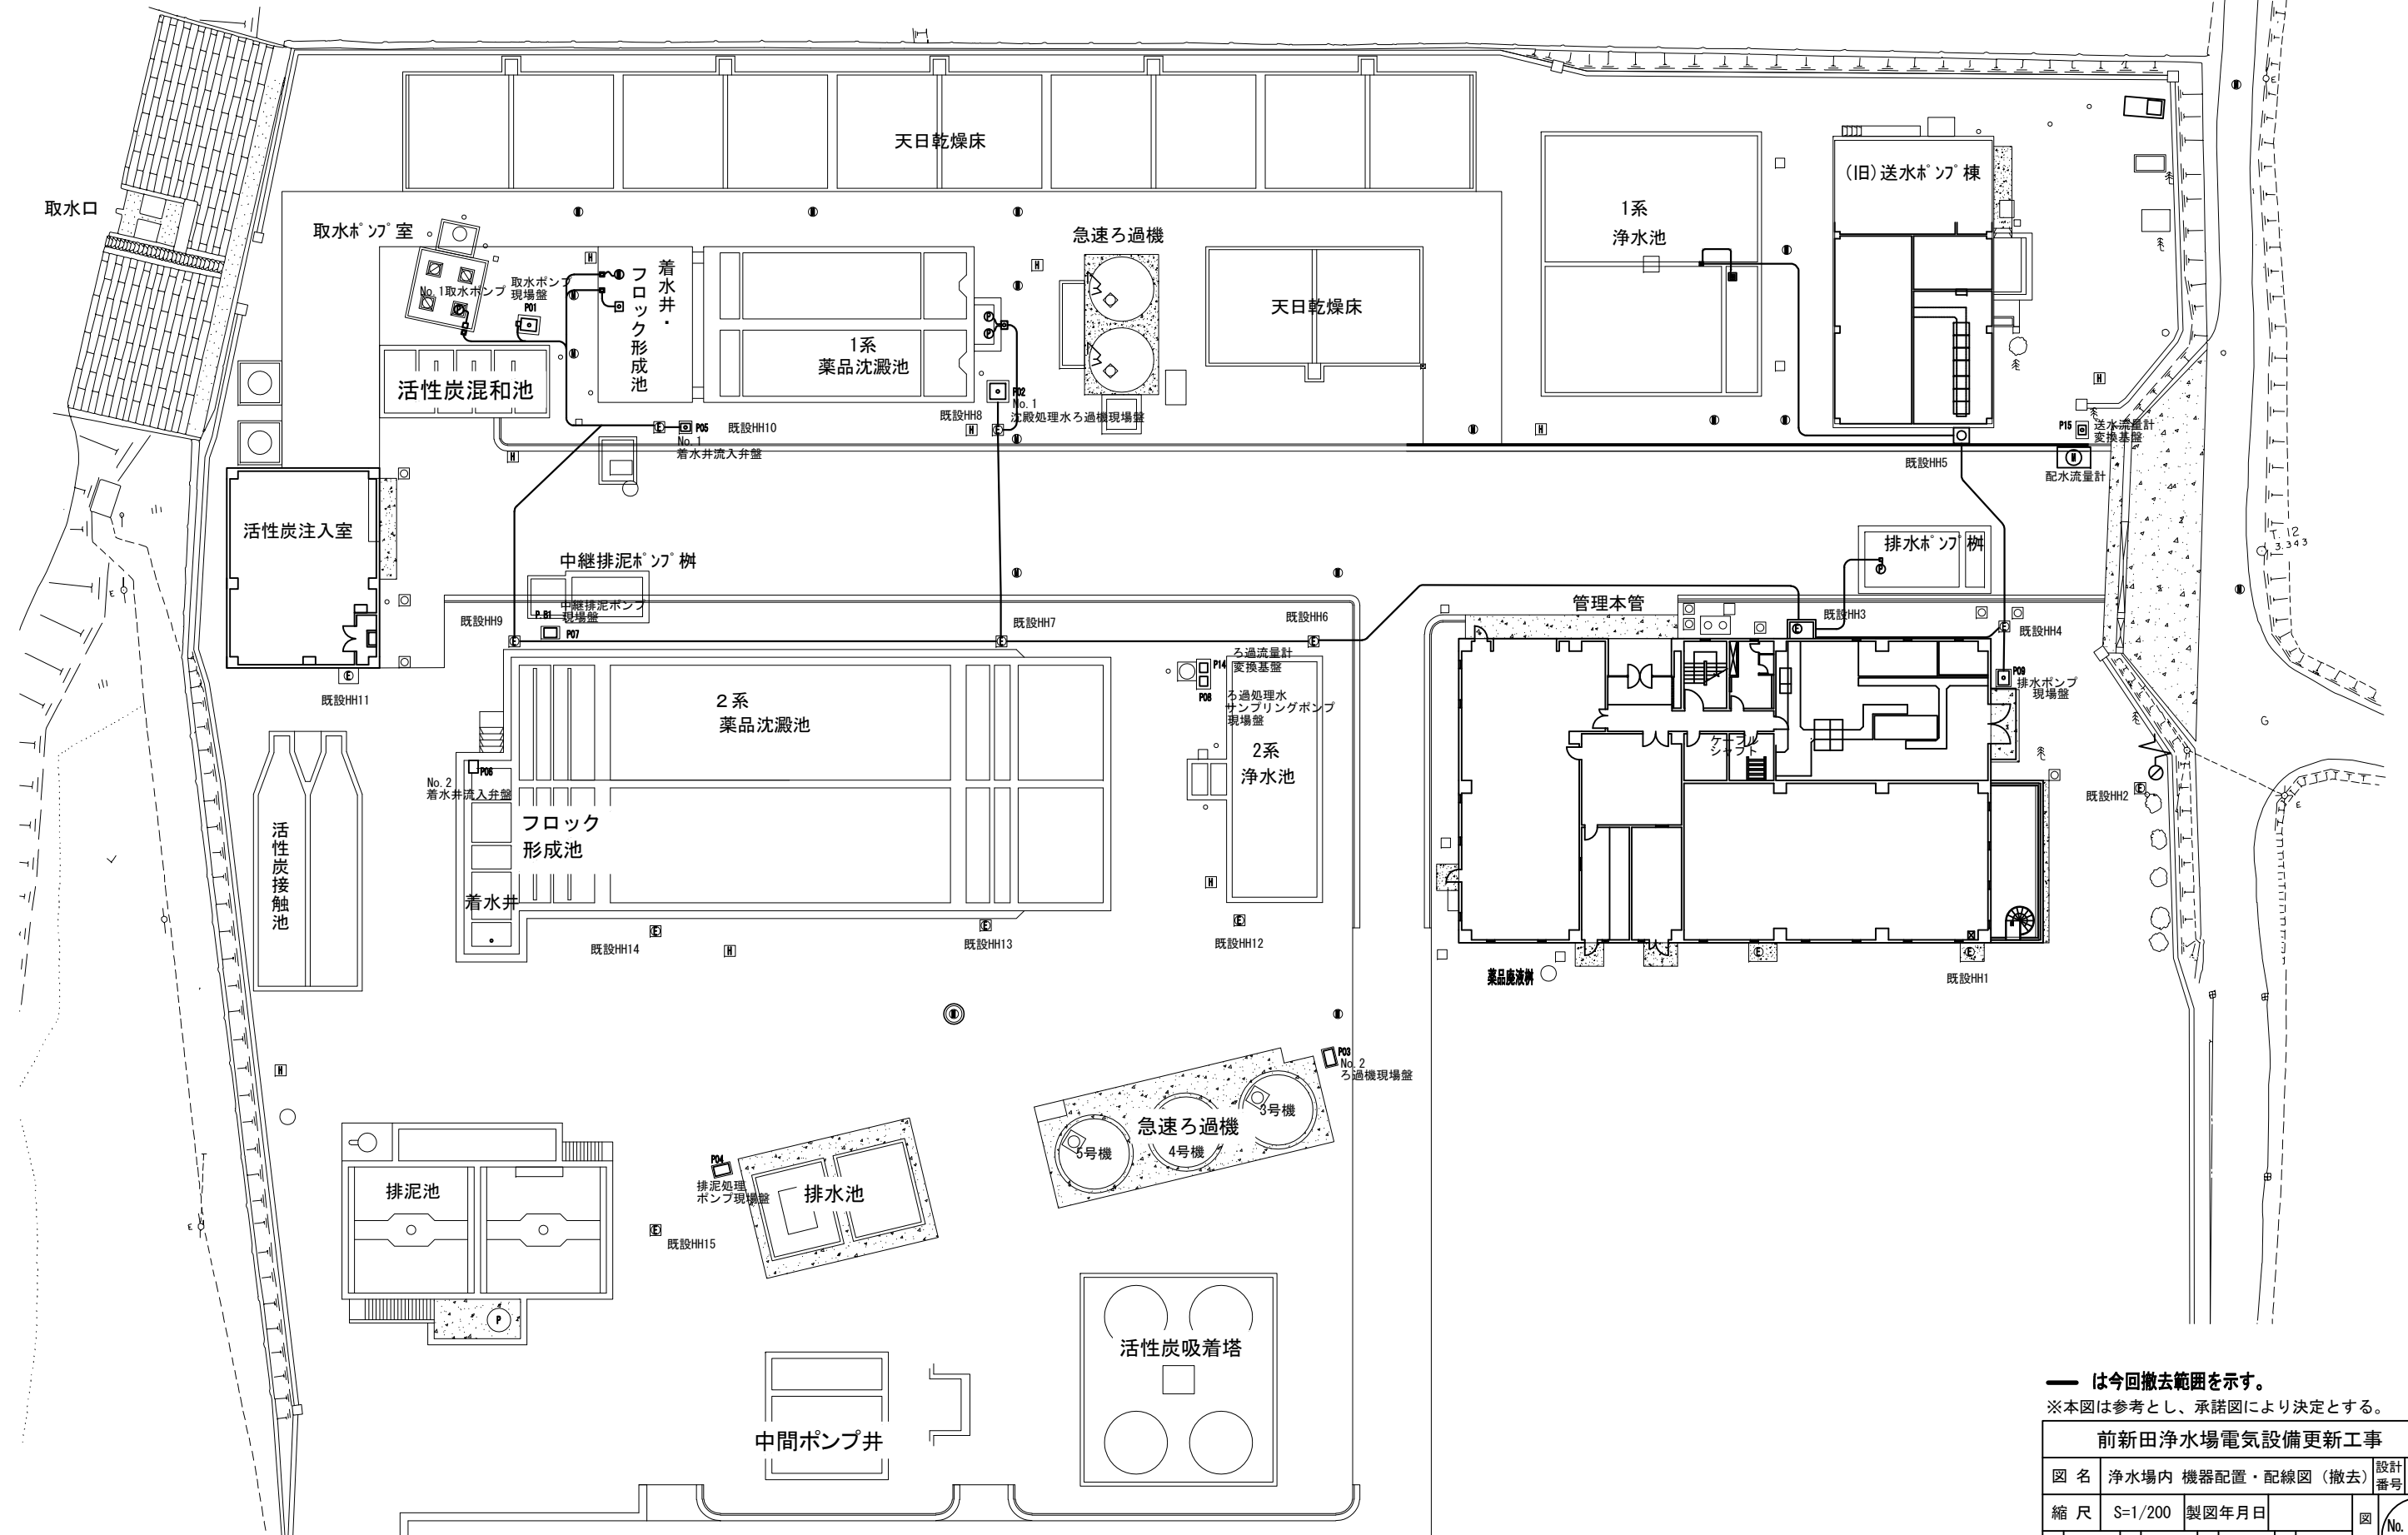 取水口
天日乾燥床
(旧)送水ﾎﾟﾝﾌﾟ棟
1系
浄水池
取水ﾎﾟﾝﾌﾟ室
急速ろ過機
No.1取水ポンプ
取水ポンプ
現場盤
P01
着水井・
フロック形成池
1系
薬品沈澱池
天日乾燥床
活性炭混和池
P02
No.1
沈殿処理水ろ過機現場盤
既設HH8
P05
既設HH10
No.1
着水井流入弁盤
P15
送水流量計
変換基盤
既設HH5
配水流量計
活性炭注入室
中継排泥ﾎﾟﾝﾌﾟ桝
排水ﾎﾟﾝﾌﾟ桝
2
3.343
管理本管
中継排泥ポンプ
現場盤
P.B1
P07
既設HH9
既設HH7
既設HH6
既設HH3
既設HH4
ろ過流量計
変換基盤
P14
P08
ろ過処理水
サンプリングポンプ
現場盤
P09
排水ポンプ
現場盤
既設HH11
2系
薬品沈澱池
2系
浄水池
ケーブル
シャフト
G
P06
No.2
着水井流入弁盤
既設HH2
フロック
形成池
活性炭接触池
着水井
既設HH14
既設HH13
既設HH12
薬品廃液桝
既設HH1
P03
No.2
ろ過機現場盤
急速ろ過機
3号機
4号機
5号機
P04
排泥処理
ポンプ現場盤
排水池
排泥池
既設HH15
P
活性炭吸着塔
中間ポンプ井
は今回撤去範囲を示す。
※本図は参考とし、承諾図により決定とする。
前新田浄水場電気設備更新工事
図 名 浄水場内 機器配置・配線図（撤去） 設計番号
縮 尺 S=1/200 製図年月日 図 No.